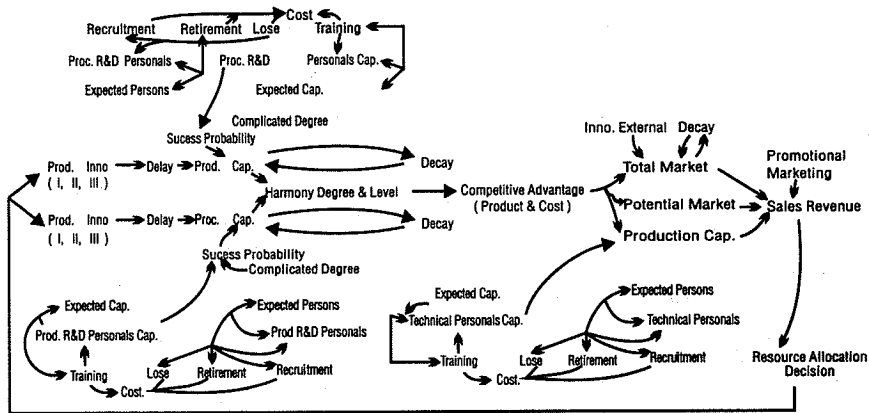 Cost
Recruitment Retirement Lose Training
Proc. R&D Personals Proc. R&D Personals Cap.
Expected Persons Expected Cap.
Complicated Degree
Sucess Probability
Inno. External Decay
Prod. Inno Delay Prod. Cap. Decay Total Market
( I, II, III )
Promotional
Marketing
Harmony Degree & Level Competitive Advantage
( Product & Cost )
Potential Market Sales Revenue
Prod. Inno Delay Proc. Cap. Decay
( I, II, III )
Production Cap.
Sucess Probability
Complicated Degree
Expected Cap. Expected Persons Expected Cap. Expected Persons
Prod. R&D Personals Cap. Prod R&D Personals Technical Personals Cap. Technical Personals
Training Lose Retirement Recruitment Training Lose Retirement Recruitment
Cost. Cost.
Resource Allocation
Decision